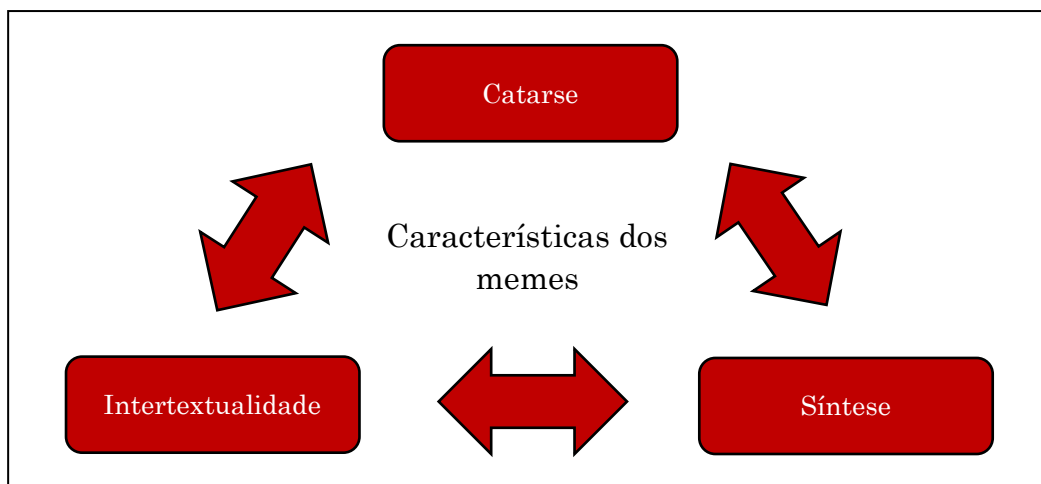 Catarse
Características dos
memes
Intertextualidade
Síntese